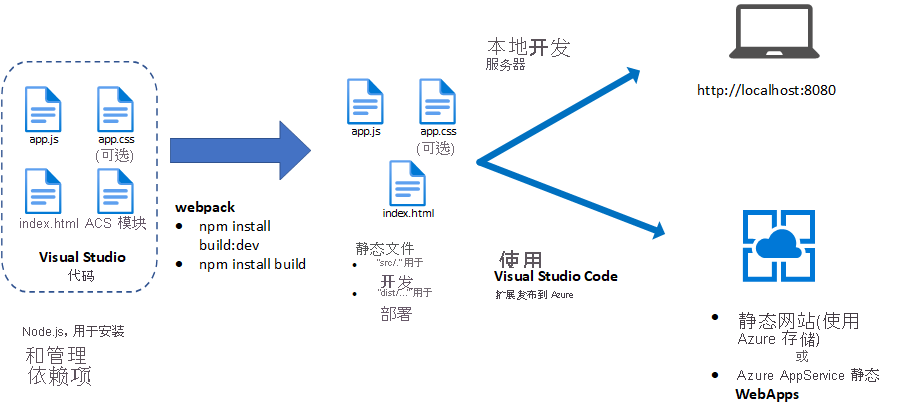 app.js
app.css
(可选)
index.html
ACS 模块
Visual Studio
代码
Node.js，用于安装
和管理
依赖项
webpack
• npm install
build:dev
• npm install build
app.js
app.css
(可选)
index.html
静态文件
• "src/." 用于
开发
• "dist/..." 用于
部署
本地开发
服务器
使用
Visual Studio Code
扩展发布到 Azure
http://localhost:8080
• 静态网站(使用
Azure 存储)
或
• Azure AppService 静态
WebApps